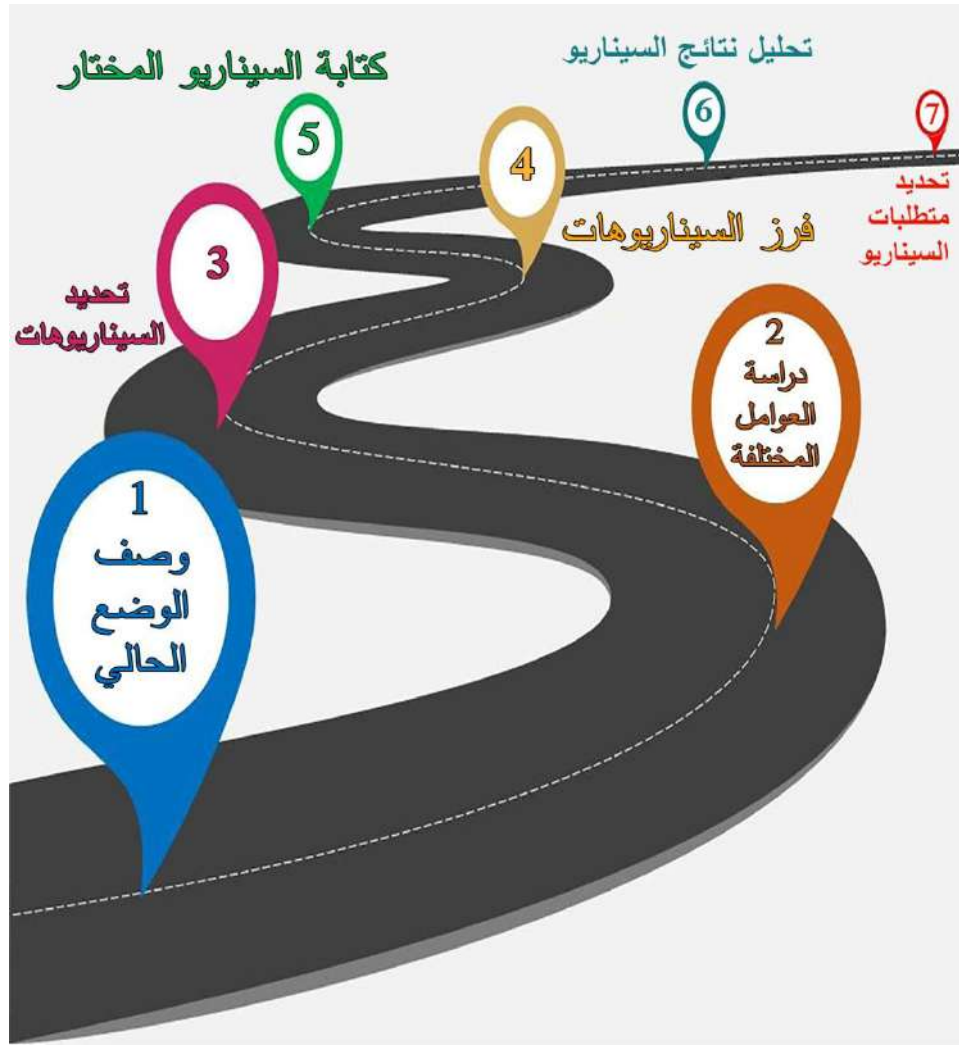 1
وصف
الوضع
الحالي
2
دراسة
العوامل
المختلفة
3
تحديد
السيناريوهات
4
فرز السيناريوهات
5
كتابة السيناريو المختار
6
تحليل نتائج السيناريو
7
تحديد
متطلبات
السيناريو